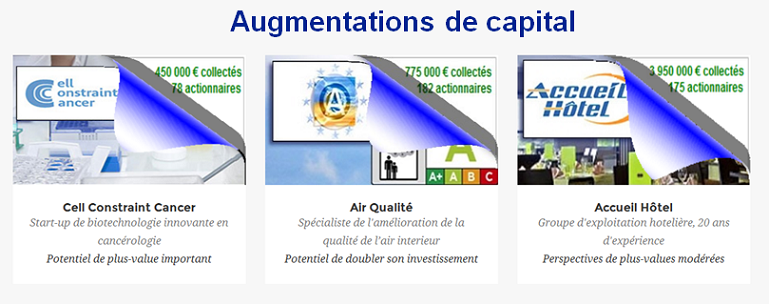 Augmentations de capital
Cell
Constraint
Cancer
450 000 € collectés
78 actionnaires
Cell Constraint Cancer
Start-up de biotechnologie innovante en
cancérologie
Potentiel de plus-value important
A
775 000 € collectés
182 actionnaires
A
A+ A B C
Air Qualité
Spécialiste de l'amélioration de la
qualité de l'air interieur
Potentiel de doubler son investissement
Accueil
Hôtel
3 950 000 € collectés
175 actionnaires
Accueil Hôtel
Groupe d'exploitation hotelière, 20 ans
d'expérience
Perspectives de plus-values modérées